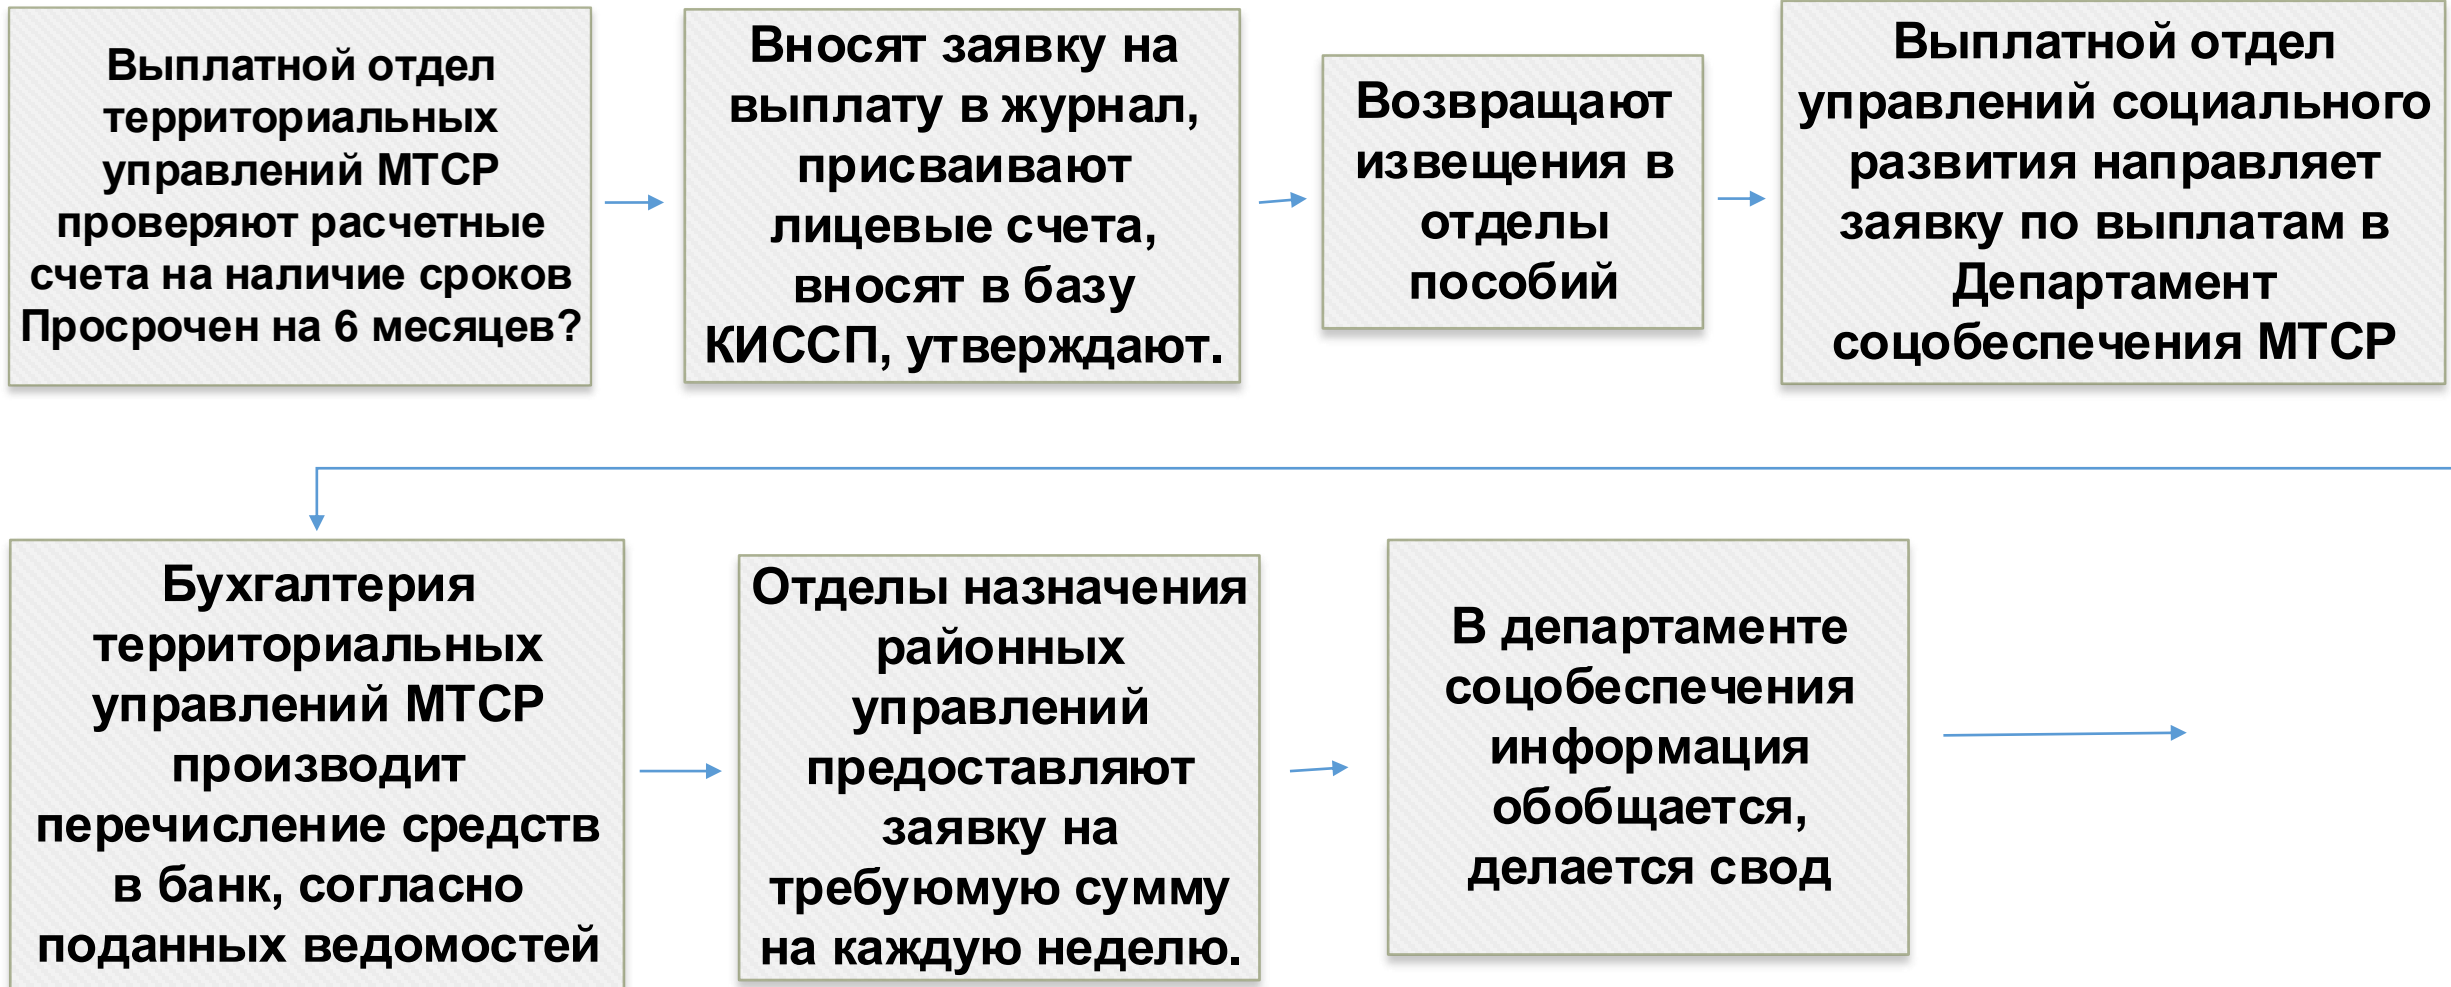 Выплатной отдел
территориальных
управлений МТСР
проверяют расчетные
счета на наличие сроков
Просрочен на 6 месяцев?
Вносят заявку на
выплату в журнал,
присваивают
лицевые счета,
вносят в базу
КИССП, утверждают.
Возвращают
извещения в
отделы
пособий
Выплатной отдел
управлений социального
развития направляет
заявку по выплатам в
Департамент
соцобеспечения МТСР
Бухгалтерия
территориальных
управлений МТСР
производит
перечисление средств
в банк, согласно
поданных ведомостей
Отделы назначения
районных
управлений
предоставляют
заявку на
требуюмую сумму
на каждую неделю.
В департаменте
соцобеспечения
информация
обобщается,
делается свод